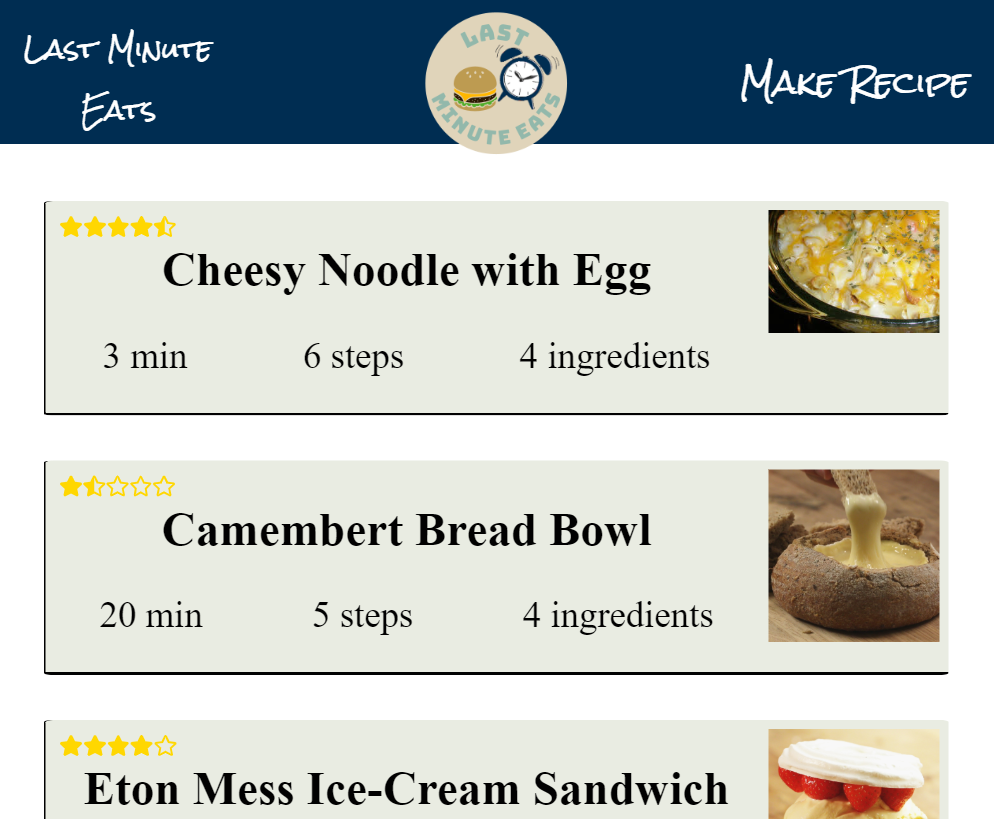 Last Minute
Eats
LAST
MINUTE EATS
Make Recipe
Cheesy Noodle with Egg
3 min 6 steps 4 ingredients
Camembert Bread Bowl
20 min 5 steps 4 ingredients
Eton Mess Ice-Cream Sandwich